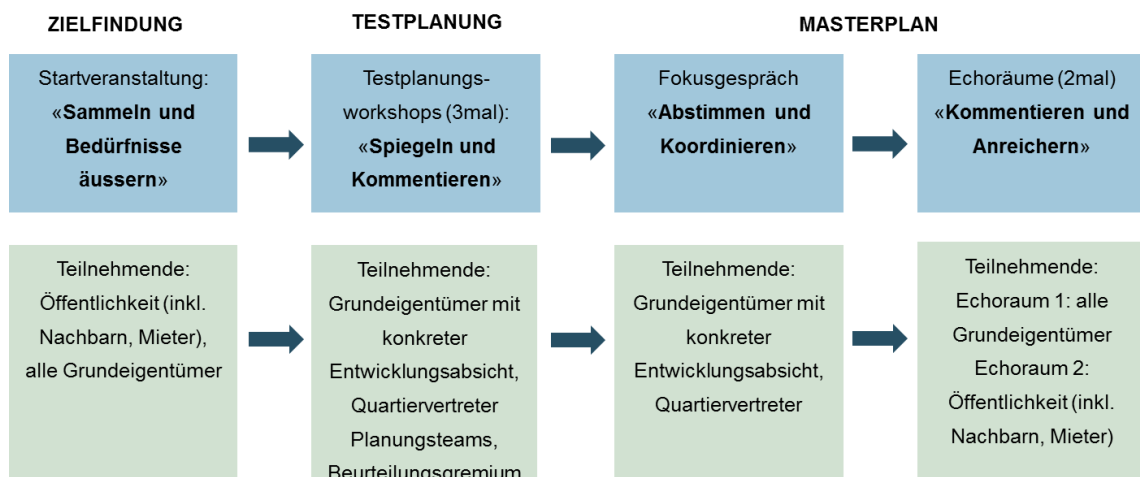 ZIELFINDUNG
TESTPLANUNG
MASTERPLAN
Startveranstaltung:
«Sammeln und
Bedürfnisse
äussern»
Testplanungs-
workshops (3mal):
«Spiegeln und
Kommentieren»
Fokusgespräch
«Abstimmen und
Koordinieren»
Echoräume (2mal)
«Kommentieren und
Anreichern»
Teilnehmende:
Öffentlichkeit (inkl.
Nachbarn, Mieter),
alle Grundeigentümer
Teilnehmende:
Grundeigentümer mit
konkreter
Entwicklungsabsicht,
Quartiervertreter
Planungsteams,
Beurteilungsgremium
Teilnehmende:
Grundeigentümer mit
konkreter
Entwicklungsabsicht,
Quartiervertreter
Teilnehmende:
Echoraum 1: alle
Grundeigentümer
Echoraum 2:
Öffentlichkeit (inkl.
Nachbarn, Mieter)